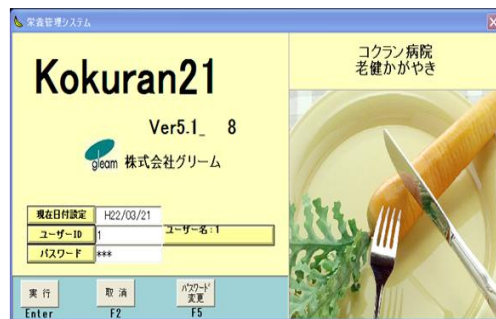 栄養管理システム
コクラン病院
老健かがやき
Kokuran21
Ver5.1_ 8
gleam 株式会社グリーム
現在日付設定 H22/03/21
ユーザーID 1 ユーザー名:1
パスワード ***
実行 取消 パスワード変更
Enter F2 F5